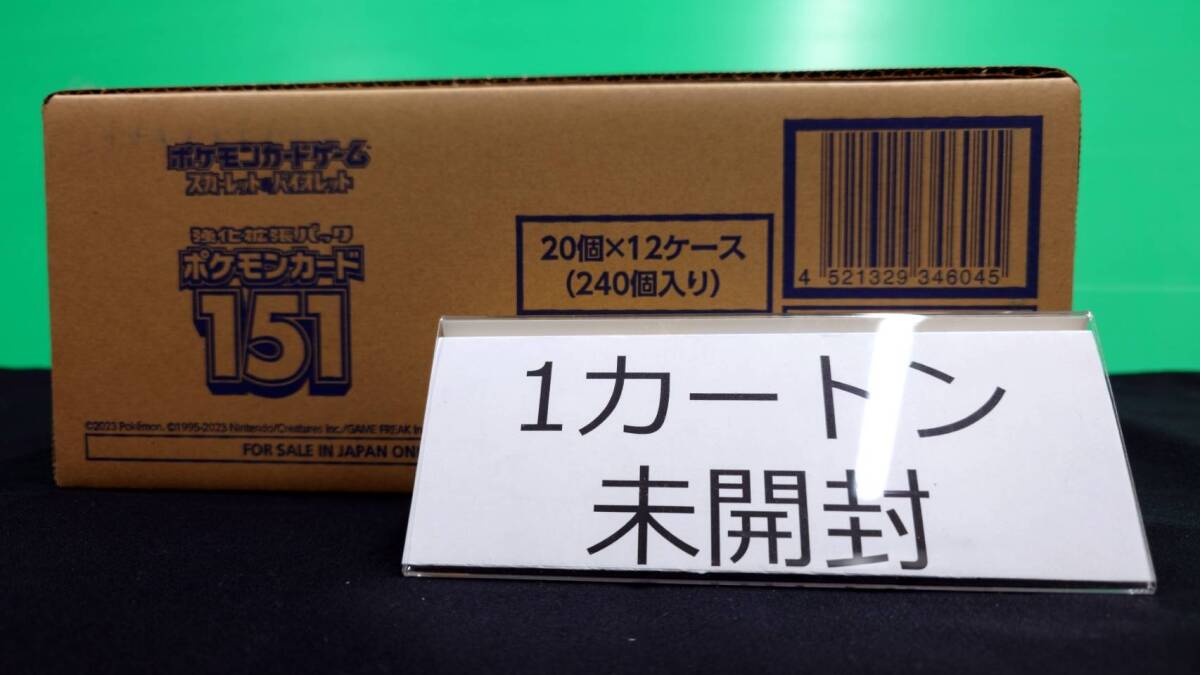 ポケモンカードゲーム
スカーレット&バイオレット
強化拡張パック
ポケモンカード
151
20個×12ケース
(240個入り)
4 521329 346045
©2023 Pokémon. ©1995-2023 Nintendo/Creatures Inc./GAME FREAK
FOR SALE IN JAPAN
1カートン
未開封